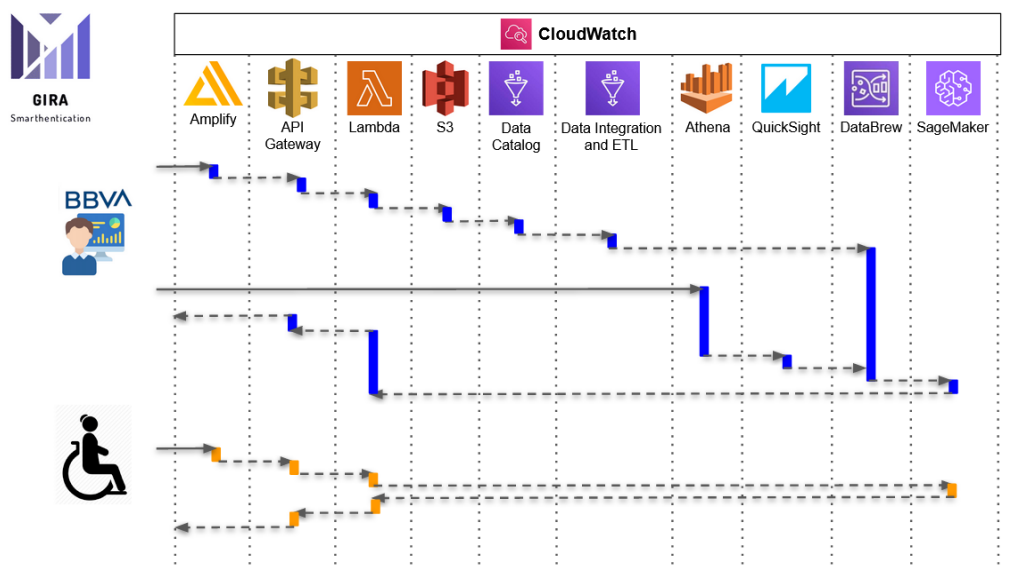 CloudWatch
GIRA
Smarthentication
Amplify
API
Gateway
Lambda
S3
Data
Catalog
Data Integration
and ETL
Athena
QuickSight
DataBrew
SageMaker
BBVA